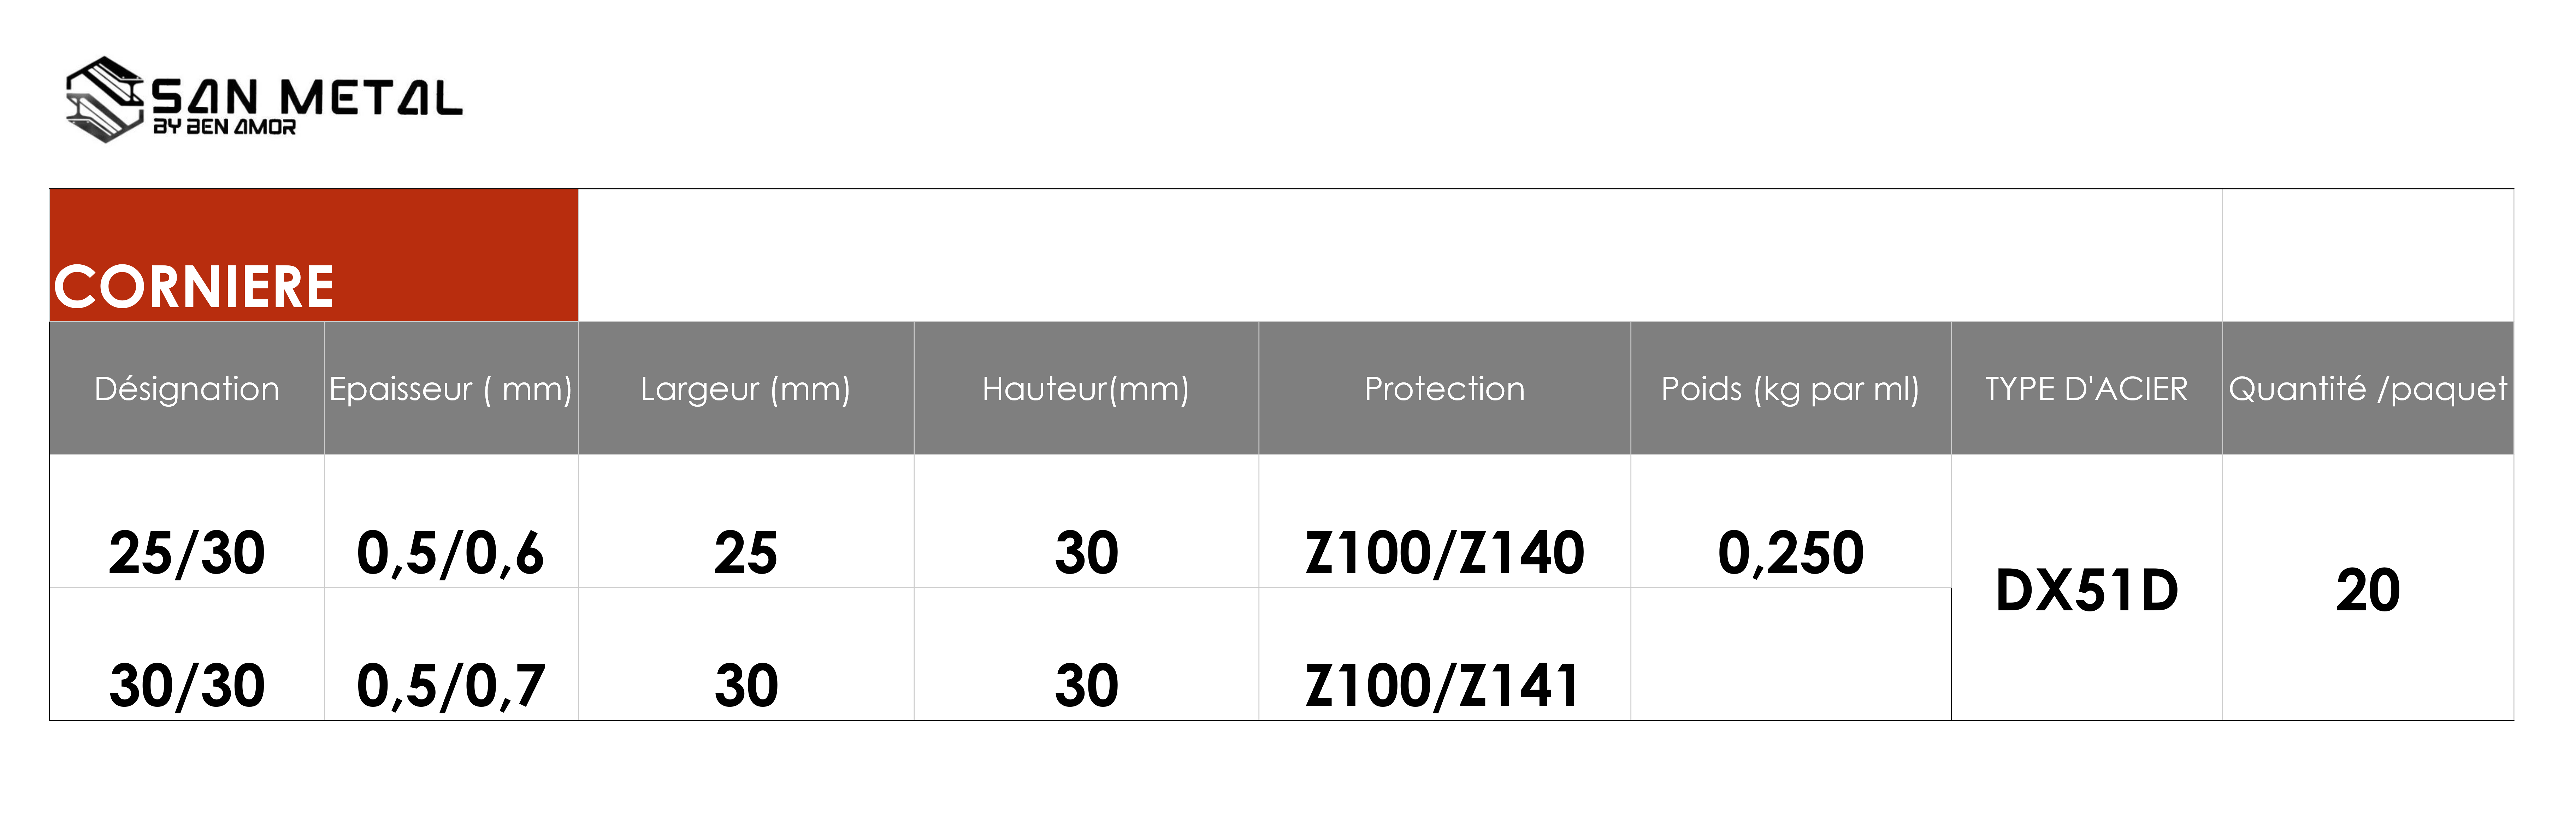 SAN METAL
BY BEN AMOR
CORNIERE
Désignation Epaisseur ( mm) Largeur (mm) Hauteur(mm) Protection Poids (kg par ml) TYPE D'ACIER Quantité /paquet
25/30 0,5/0,6 25 30 Z100/Z140 0,250
DX51D 20
30/30 0,5/0,7 30 30 Z100/Z141